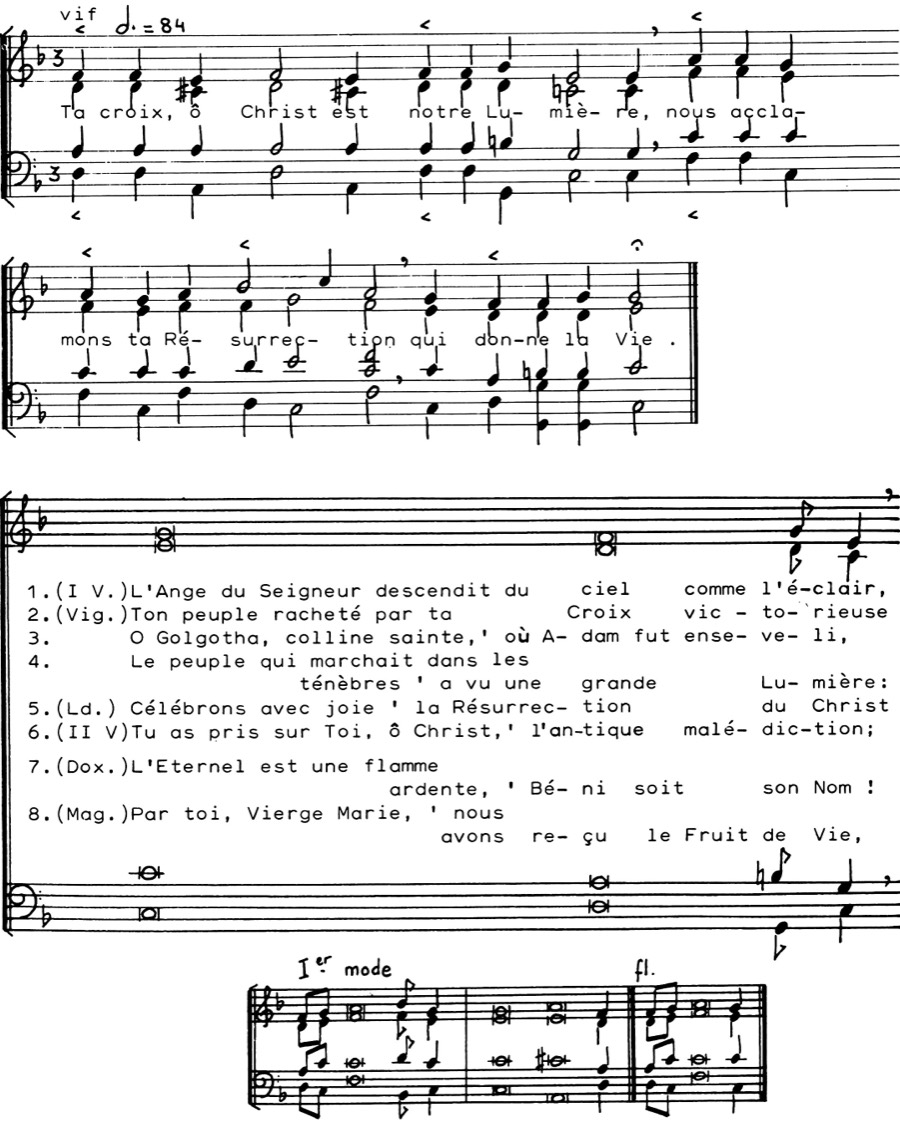 vif ♩. = 84
Ta croix, ô Christ est notre Lu- miè- re, nous accla-
mons ta Ré- surrec- tion qui don-ne la Vie .
1.(I V.)L'Ange du Seigneur descendit du ciel comme l'é-clair,
2.(Vig.)Ton peuple racheté par ta Croix vic - to- rieuse
3. O Golgotha, colline sainte,' où A- dam fut ense- ve- li,
4. Le peuple qui marchait dans les
ténèbres ' a vu une grande Lu- mière:
5.(Ld.) Célébrons avec joie ' la Résurrec- tion du Christ
6.(II V)Tu as pris sur Toi, ô Christ,' l'an-tique malé- dic-tion;
7.(Dox.)L'Eternel est une flamme
ardente, ' Bé- ni soit son Nom !
8.(Mag.)Par toi, Vierge Marie, ' nous
avons re- çu le Fruit de Vie,
Ier mode fl.